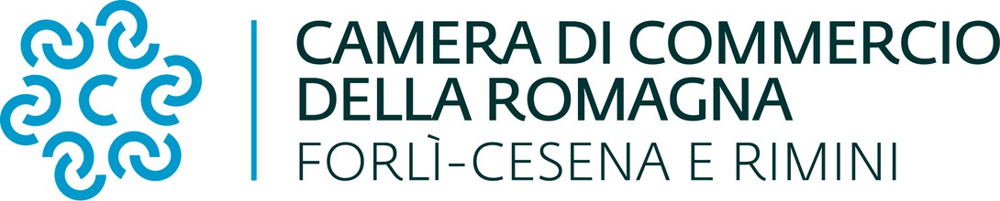 CAMERA DI COMMERCIO
DELLA ROMAGNA
FORLÌ-CESENA E RIMINI